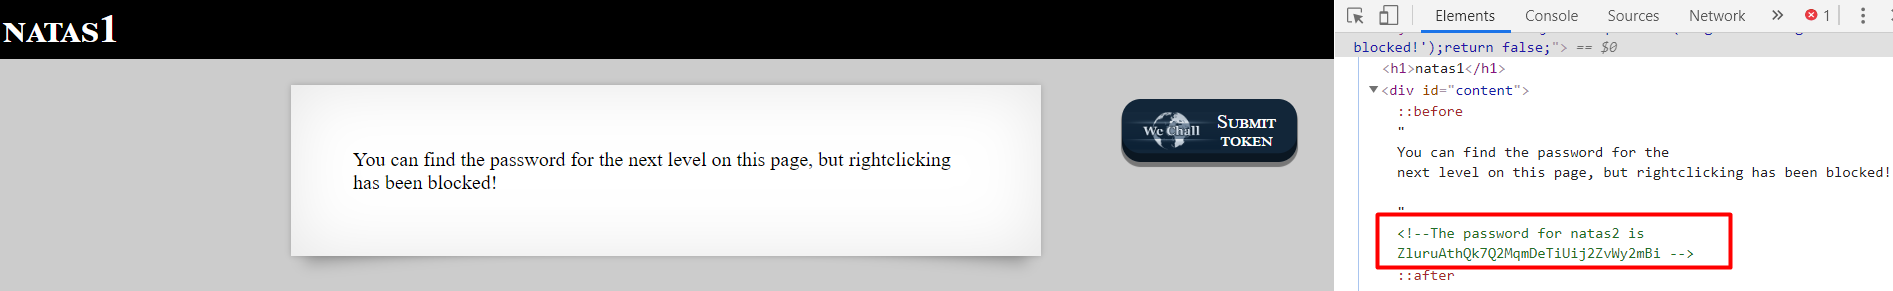 NATAS1
You can find the password for the next level on this page, but rightclicking
has been blocked!
We Chall
SUBMIT
TOKEN
Elements Console Sources Network » 1
blocked!');return false;"> == $0
<h1>natas1</h1>
<div id="content">
::before
"
You can find the password for the
next level on this page, but rightclicking has been blocked!
"
<!--The password for natas2 is
ZluruAthQk7Q2MqmDeTiUij2ZvWy2mBi -->
::after